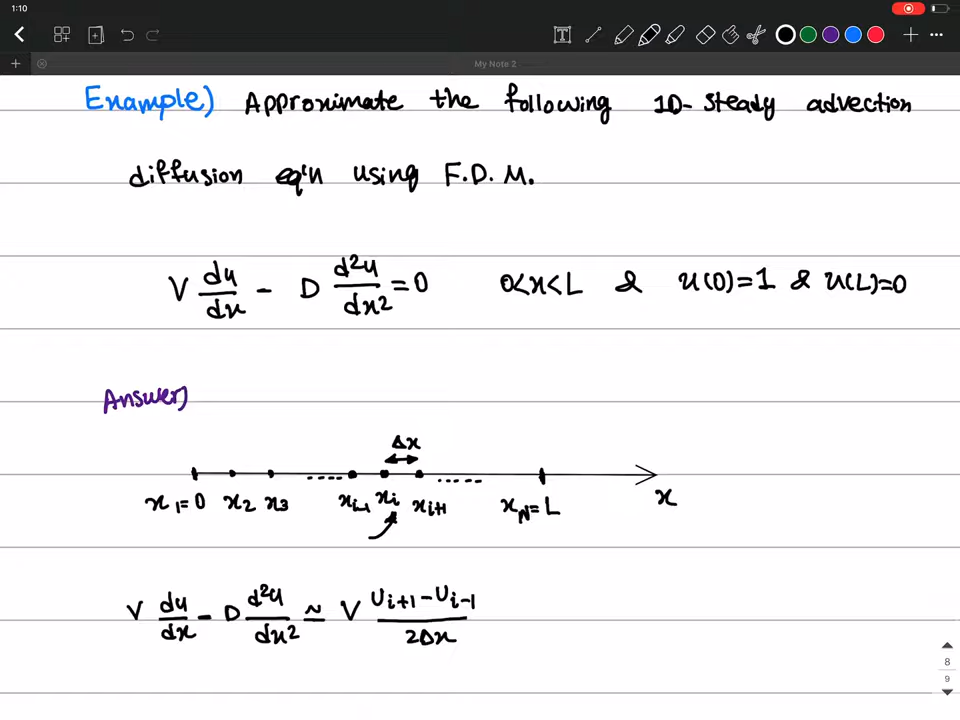 1:10
My Note 2
Example) Approximate the following 1D-steady advection
diffusion eq'n using F.D.M.
V du/dx - D d²u/dx² = 0    0<x<L & u(0)=1 & u(L)=0
Answer)
Δx
x₁=0 x₂ x₃ ..... xᵢ₋₁ xᵢ xᵢ₊₁ ..... x_N=L x
V du/dx - D d²u/dx² ≃ V (Uᵢ₊₁ - Uᵢ₋₁)/2Δx
8
9